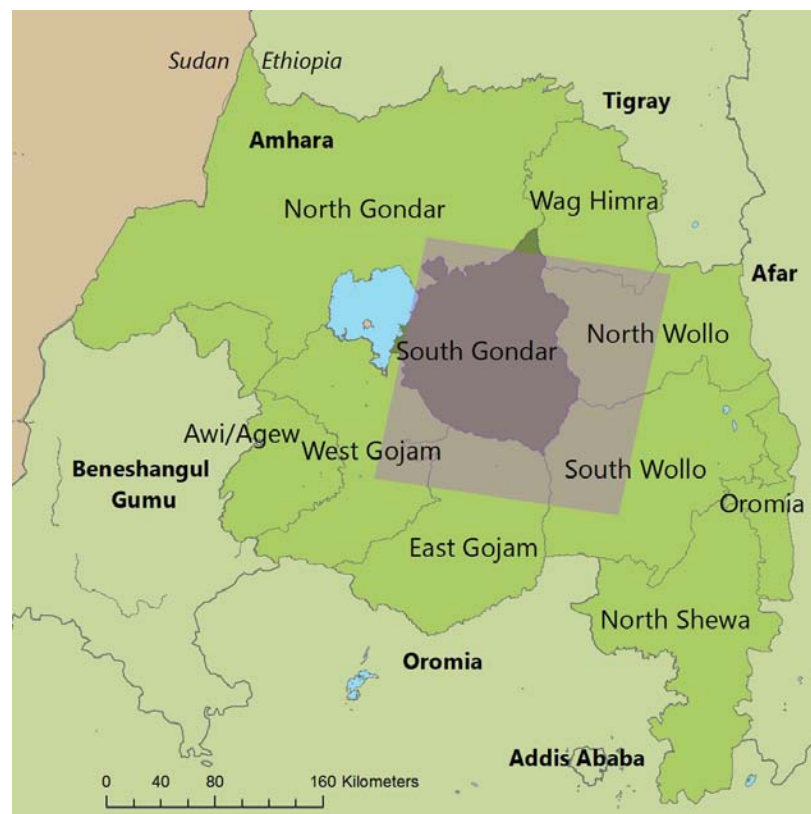 Sudan Ethiopia
Tigray
Amhara
Wag Himra
North Gondar
Afar
North Wollo
South Gondar
Awi/Agew
West Gojam
South Wollo
Beneshangul
Gumu
Oromia
East Gojam
North Shewa
Oromia
Addis Ababa
0 40 80 160 Kilometers